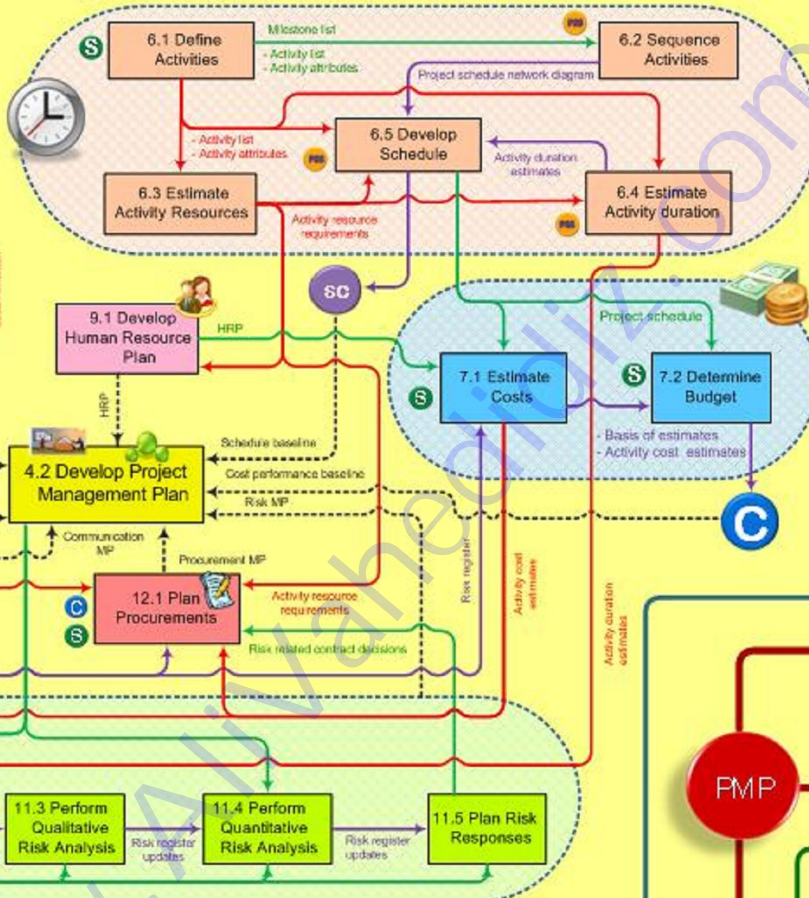 6.1 Define
Activities
S
Milestone list
- Activity list
- Activity attributes
6.2 Sequence
Activities
Project schedule network diagram
- Activity list
- Activity attributes
6.5 Develop
Schedule
Activity duration
estimates
6.3 Estimate
Activity Resources
Activity resource
requirements
6.4 Estimate
Activity duration
SC
9.1 Develop
Human Resource
Plan
HRP
HRP
Project schedule
7.1 Estimate
Costs
S
S
7.2 Determine
Budget
- Basis of estimates
- Activity cost estimates
Schedule baseline
4.2 Develop Project
Management Plan
Cost performance baseline
Risk MP
C
Communication
MP
Procurement MP
12.1 Plan
Procurements
C
S
Activity resource
requirements
Risk related contract decisions
Risk register
Activity cost
estimates
Activity duration
estimates
PMP
11.3 Perform
Qualitative
Risk Analysis
Risk register
updates
11.4 Perform
Quantitative
Risk Analysis
Risk register
updates
11.5 Plan Risk
Responses
.AliVahediDiz.com